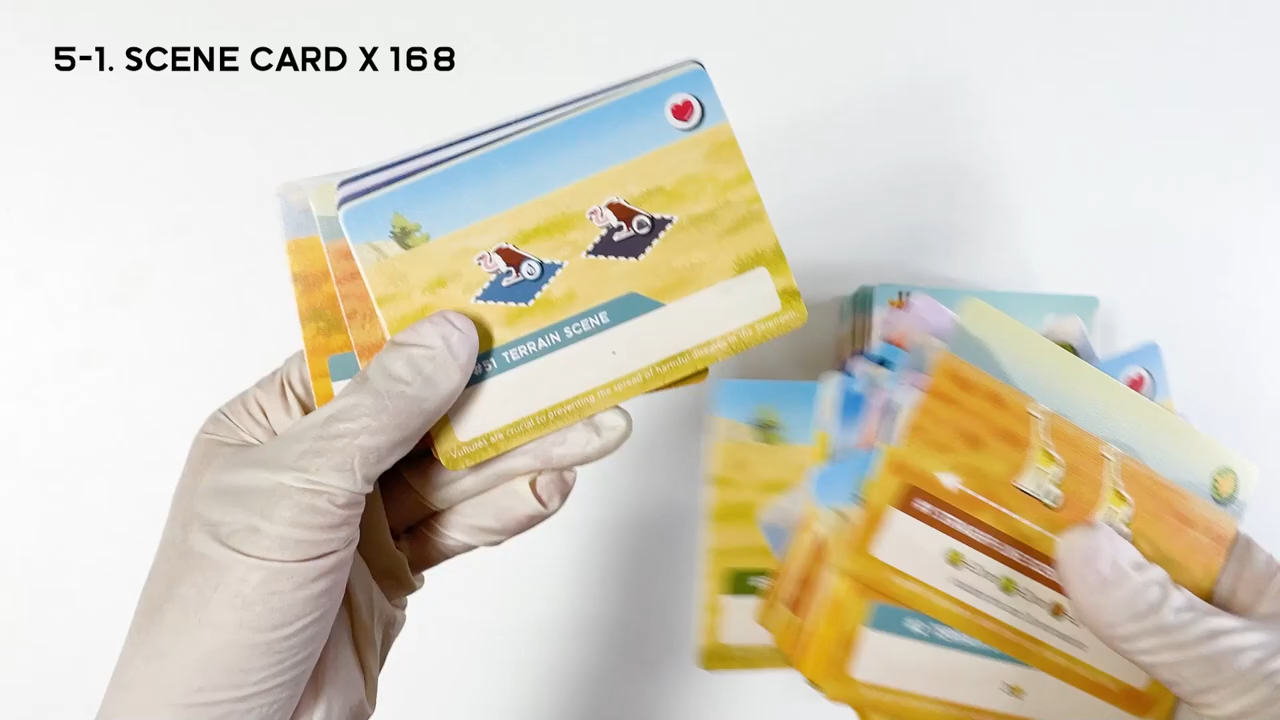 5-1. SCENE CARD X 168
#51 TERRAIN SCENE
Vultures are crucial to preventing the spread of harmful diseases in the Serengeti.